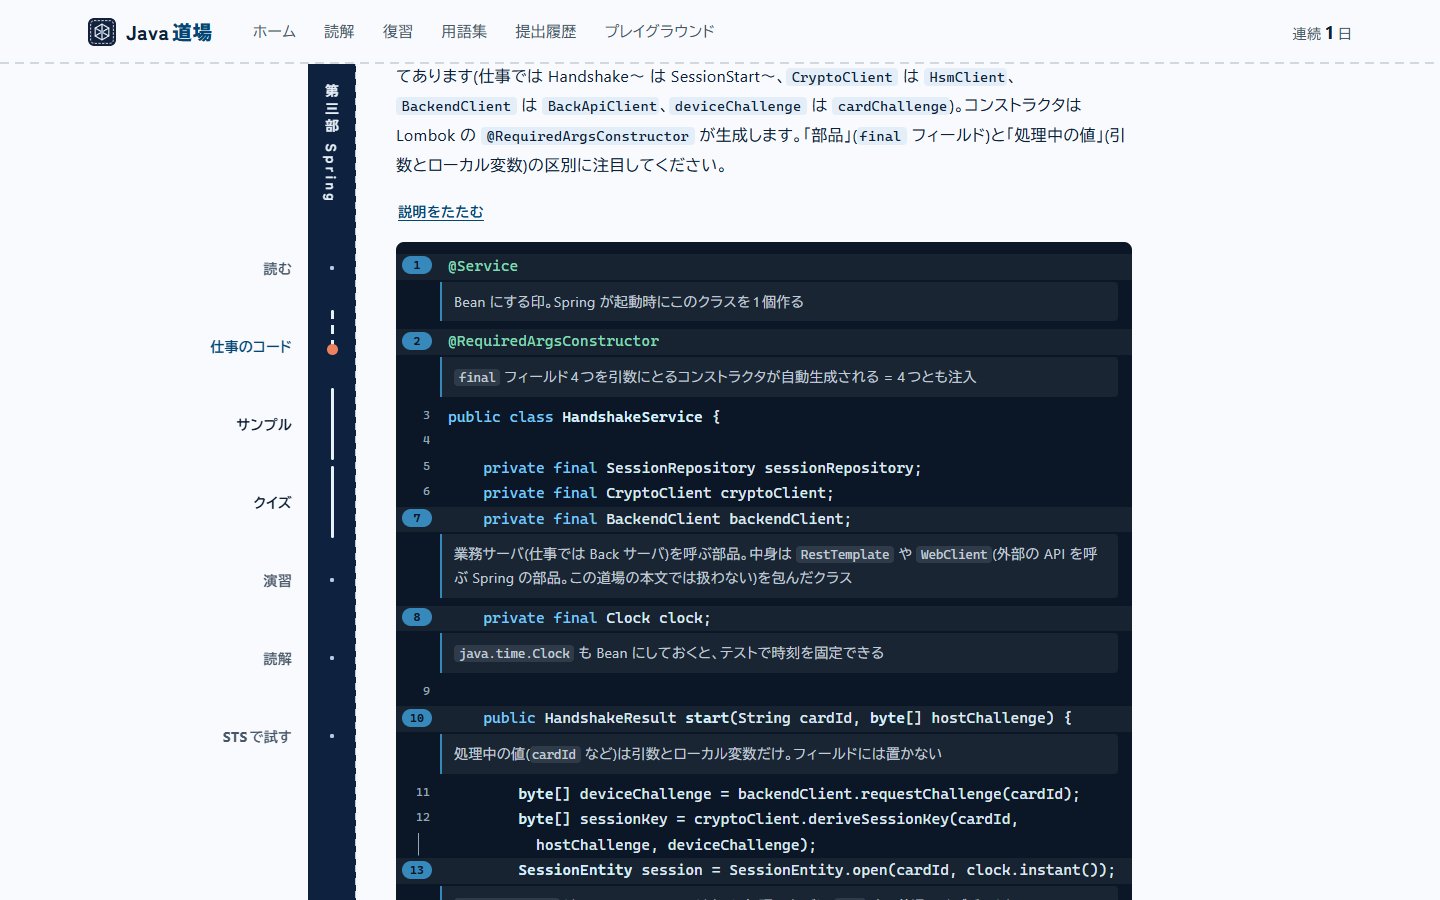 Java 道場
ホーム
読解
復習
用語集
提出履歴
プレイグラウンド
連続 1 日
第三部 Spring
読む
仕事のコード
サンプル
クイズ
演習
読解
STS で試す
てあります(仕事では Handshake〜 は SessionStart〜、CryptoClient は HsmClient、
BackendClient は BackApiClient、deviceChallenge は cardChallenge)。コンストラクタは
Lombok の @RequiredArgsConstructor が生成します。「部品」(final フィールド)と「処理中の値」(引
数とローカル変数)の区別に注目してください。
説明をたたむ
1 @Service
Bean にする印。Spring が起動時にこのクラスを1個作る
2 @RequiredArgsConstructor
final フィールド4つを引数にとるコンストラクタが自動生成される = 4つとも注入
3 public class HandshakeService {
4
5 private final SessionRepository sessionRepository;
6 private final CryptoClient cryptoClient;
7 private final BackendClient backendClient;
業務サーバ(仕事では Back サーバ)を呼ぶ部品。中身は RestTemplate や WebClient(外部の API を呼
ぶ Spring の部品。この道場の本文では扱わない)を包んだクラス
8 private final Clock clock;
java.time.Clock も Bean にしておくと、テストで時刻を固定できる
9
10 public HandshakeResult start(String cardId, byte[] hostChallenge) {
処理中の値(cardId など)は引数とローカル変数だけ。フィールドには置かない
11 byte[] deviceChallenge = backendClient.requestChallenge(cardId);
12 byte[] sessionKey = cryptoClient.deriveSessionKey(cardId,
hostChallenge, deviceChallenge);
13 SessionEntity session = SessionEntity.open(cardId, clock.instant());